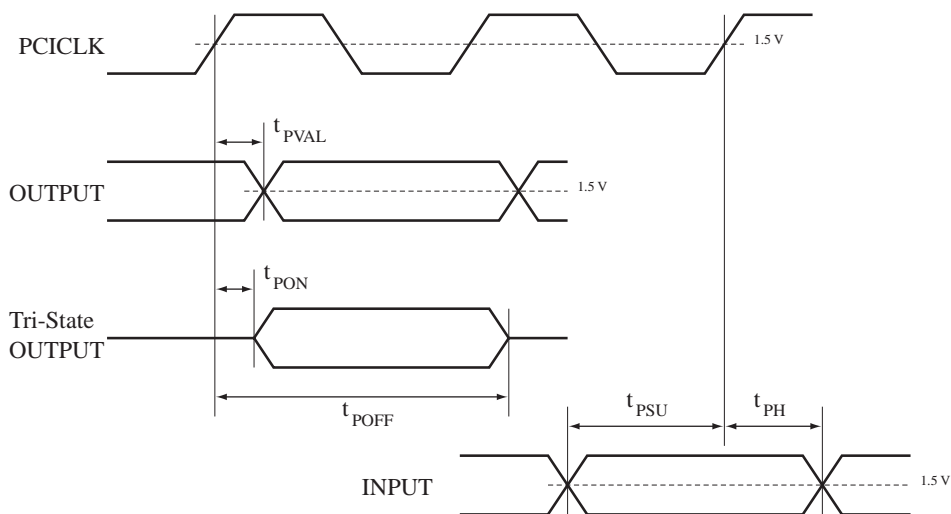 PCICLK
1.5 V
t PVAL
OUTPUT
1.5 V
t PON
Tri-State
OUTPUT
t POFF
t PSU
t PH
INPUT
1.5 V